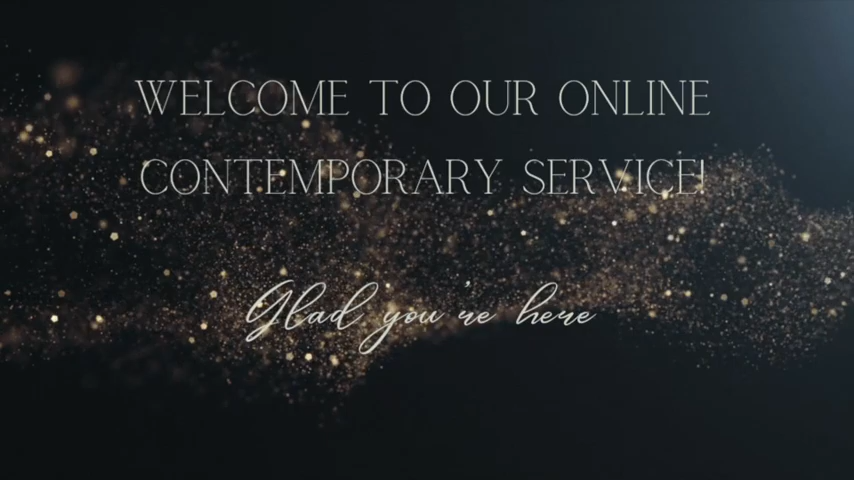 WELCOME TO OUR ONLINE
CONTEMPORARY SERVICE!
Glad you're here